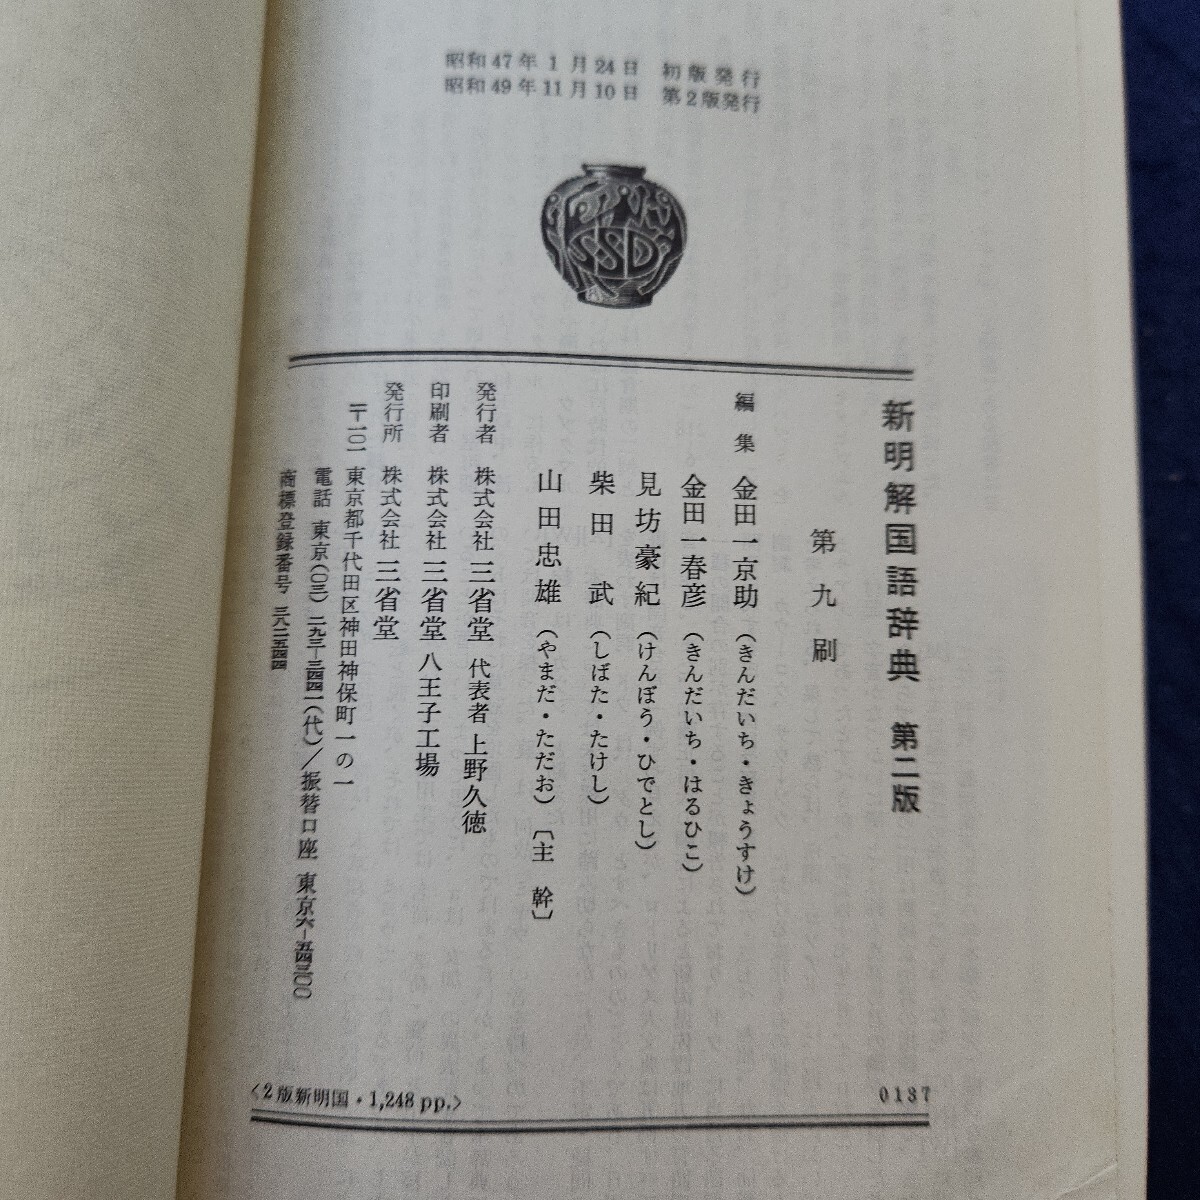 昭和47年1月24日　初版発行
昭和49年11月10日　第2版発行
SSD
新明解国語辞典　第二版
第九刷
編集　金田一京助（きんだいち・きょうすけ）
金田一春彦（きんだいち・はるひこ）
見坊豪紀（けんぼう・ひでとし）
柴田　武（しばた・たけし）
山田忠雄（やまだ・ただお）〔主　幹〕
発行者　株式会社 三省堂　代表者 上野久徳
印刷者　株式会社 三省堂 八王子工場
発行所　株式会社 三省堂
〒一〇一　東京都千代田区神田神保町一の一
電話　東京（〇三）二九三―三四四一（代）／振替口座　東京六―五四三〇〇
商標登録番号　三八二五四四
〈2版新明国・1,248 pp.〉
0137